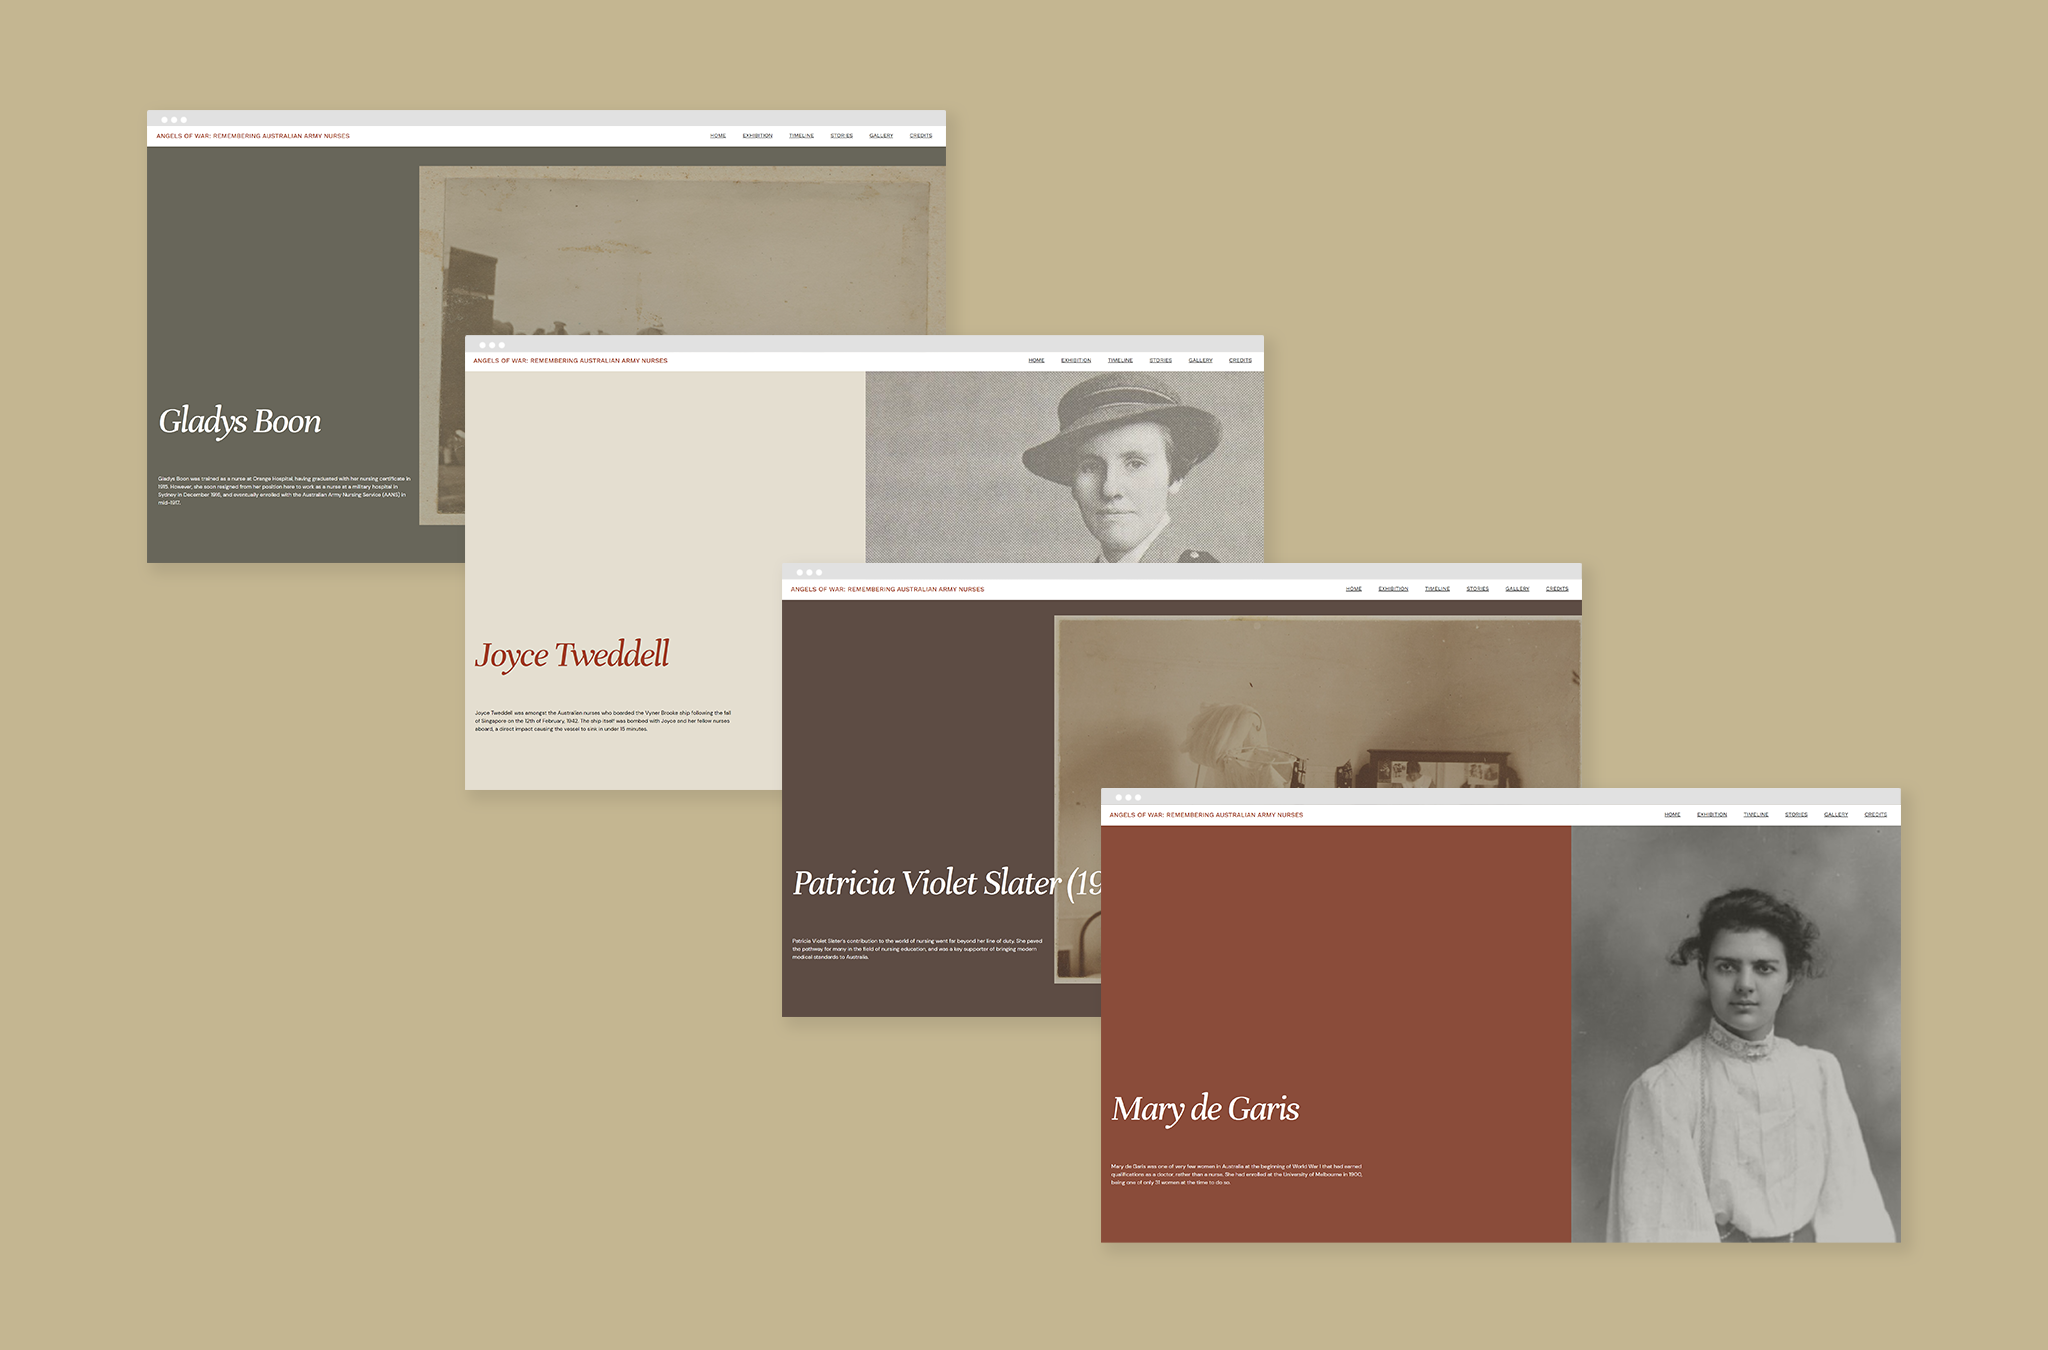 ANGELS OF WAR: REMEMBERING AUSTRALIAN ARMY NURSES
HOME EXHIBITION TIMELINE STORIES GALLERY CREDITS
Gladys Boon
Gladys Boon was trained as a nurse at Orange Hospital, having graduated with her nursing certificate in
1915. However, she soon resigned from her position here to work as a nurse at a military hospital in
Sydney in December 1916, and eventually enrolled with the Australian Army Nursing Service (AANS) in
mid-1917.
ANGELS OF WAR: REMEMBERING AUSTRALIAN ARMY NURSES
HOME EXHIBITION TIMELINE STORIES GALLERY CREDITS
Joyce Tweddell
Joyce Tweddell was amongst the Australian nurses who boarded the Vyner Brooke ship following the fall
of Singapore on the 12th of February, 1942. The ship itself was bombed with Joyce and her fellow nurses
aboard, a direct impact causing the vessel to sink in under 15 minutes.
ANGELS OF WAR: REMEMBERING AUSTRALIAN ARMY NURSES
HOME EXHIBITION TIMELINE STORIES GALLERY CREDITS
Patricia Violet Slater (19
Patricia Violet Slater's contribution to the world of nursing went far beyond her line of duty. She paved
the pathway for many in the field of nursing education, and was a key supporter of bringing modern
medical standards to Australia.
ANGELS OF WAR: REMEMBERING AUSTRALIAN ARMY NURSES
HOME EXHIBITION TIMELINE STORIES GALLERY CREDITS
Mary de Garis
Mary de Garis was one of very few women in Australia at the beginning of World War I that had earned
qualifications as a doctor, rather than a nurse. She had enrolled at the University of Melbourne in 1900,
being one of only 31 women at the time to do so.